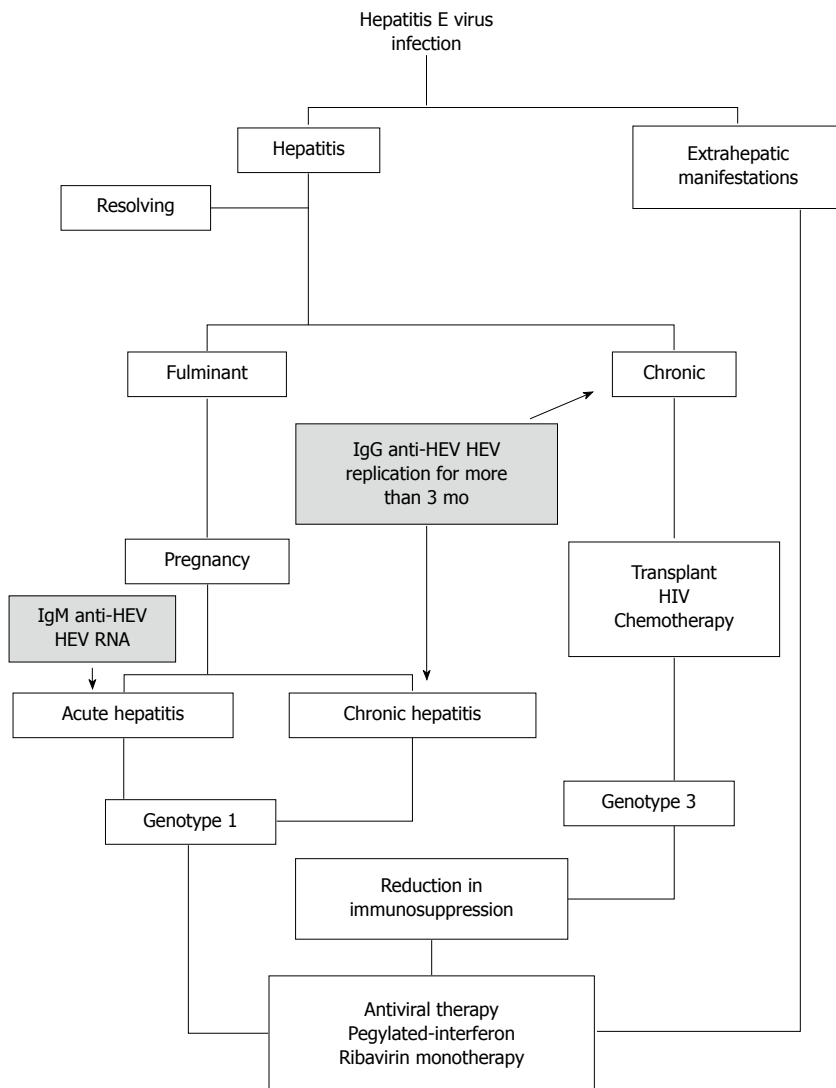 Hepatitis E virus
infection
Hepatitis
Extrahepatic
manifestations
Resolving
Fulminant
Chronic
IgG anti-HEV HEV
replication for more
than 3 mo
Pregnancy
Transplant
HIV
Chemotherapy
IgM anti-HEV
HEV RNA
Acute hepatitis
Chronic hepatitis
Genotype 1
Genotype 3
Reduction in
immunosuppression
Antiviral therapy
Pegylated-interferon
Ribavirin monotherapy